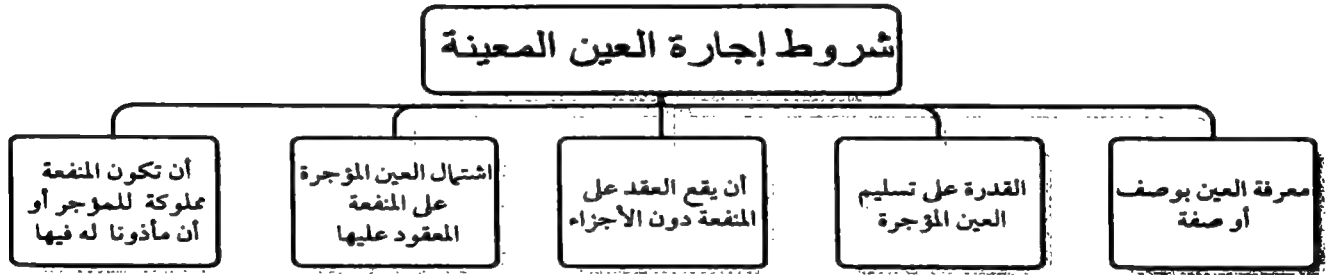 شروط إجارة العين المعينة
معرفة العين بوصف
أو صفة
القدرة على تسليم
العين المؤجرة
أن يقع العقد على
المنفعة دون الأجزاء
اشتمال العين المؤجرة
على المنفعة
المعقود عليها
أن تكون المنفعة
مملوكة للمؤجر أو
أن مأذونا له فيها